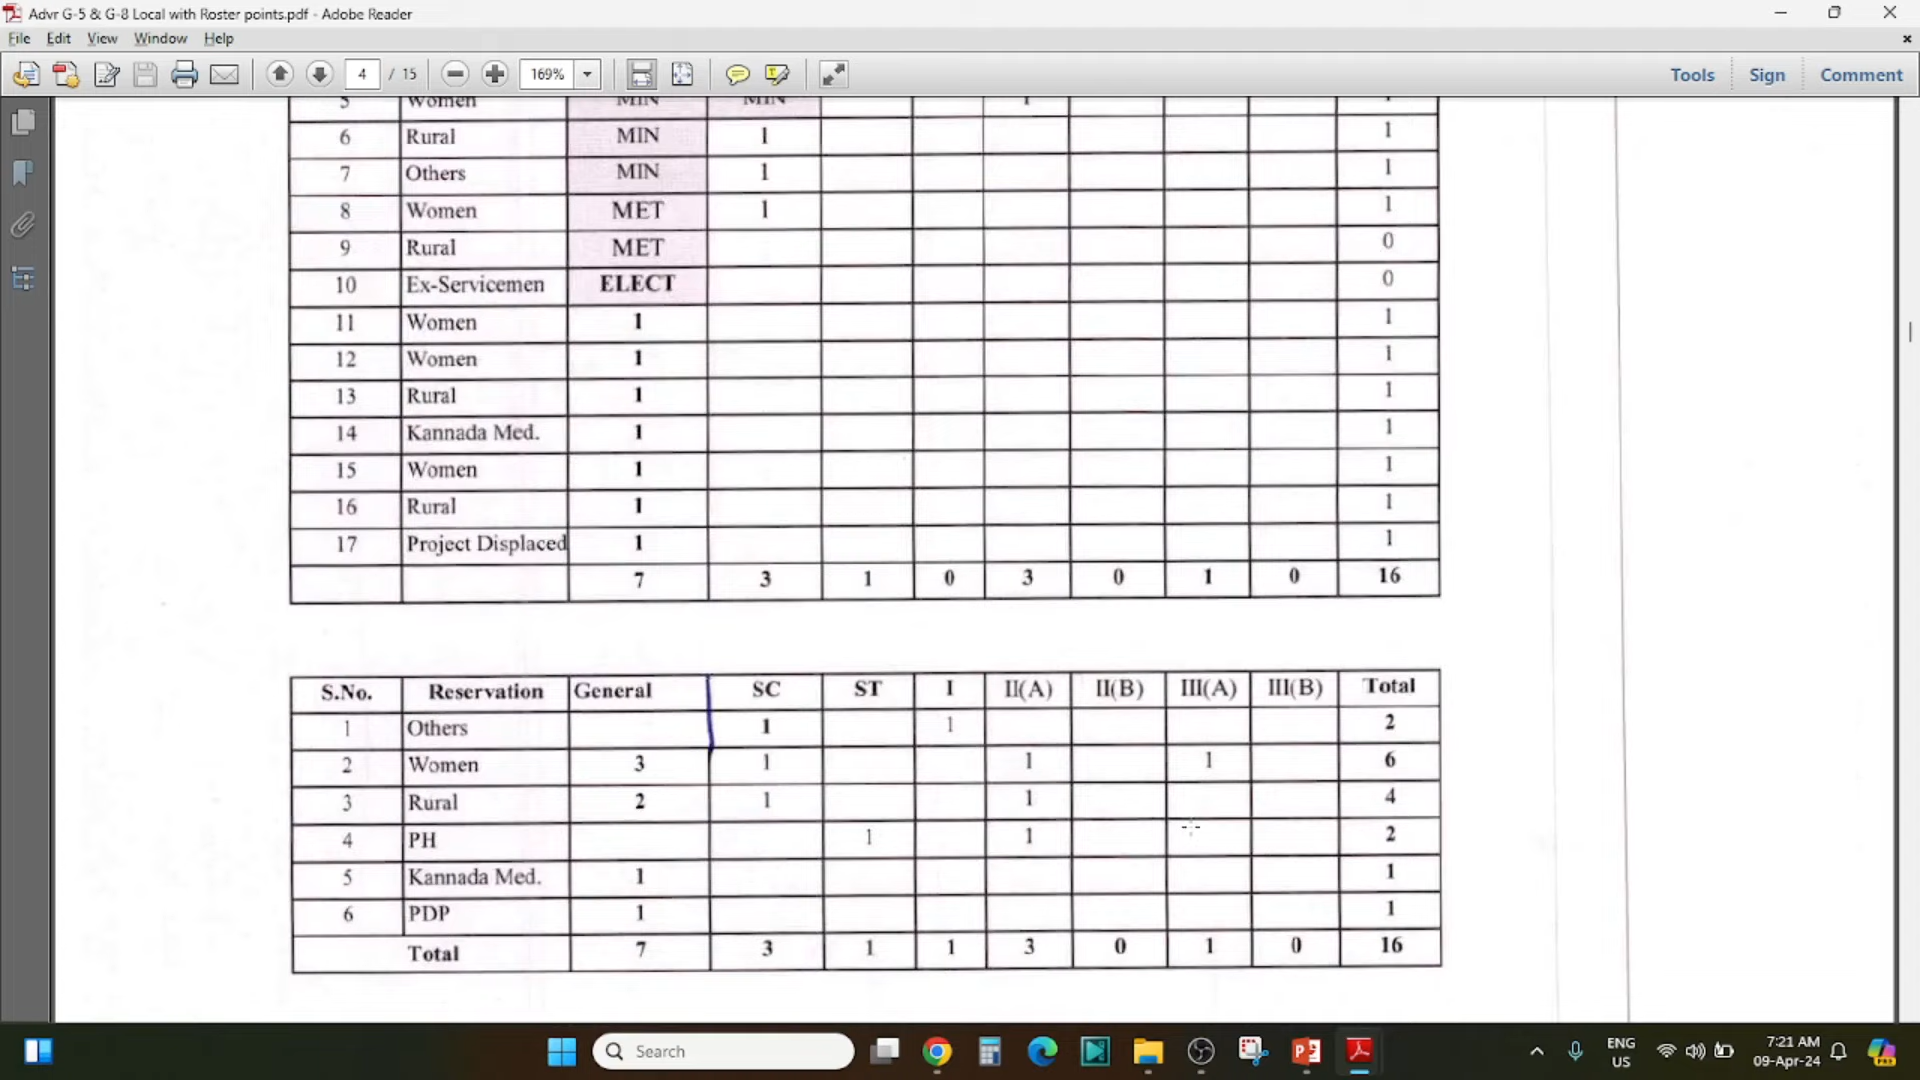 Advr G-5 & G-8 Local with Roster points.pdf - Adobe Reader
File Edit View Window Help
4 / 15 169% Tools Sign Comment
5 Women MIN MIN 1 1
6 Rural MIN 1 1
7 Others MIN 1 1
8 Women MET 1 1
9 Rural MET 0
10 Ex-Servicemen ELECT 0
11 Women 1 1
12 Women 1 1
13 Rural 1 1
14 Kannada Med. 1 1
15 Women 1 1
16 Rural 1 1
17 Project Displaced 1 1
7 3 1 0 3 0 1 0 16
S.No. Reservation General SC ST I II(A) II(B) III(A) III(B) Total
1 Others 1 1 2
2 Women 3 1 1 1 6
3 Rural 2 1 1 4
4 PH 1 1 2
5 Kannada Med. 1 1
6 PDP 1 1
Total 7 3 1 1 3 0 1 0 16
Search ENG US 7:21 AM 09-Apr-24